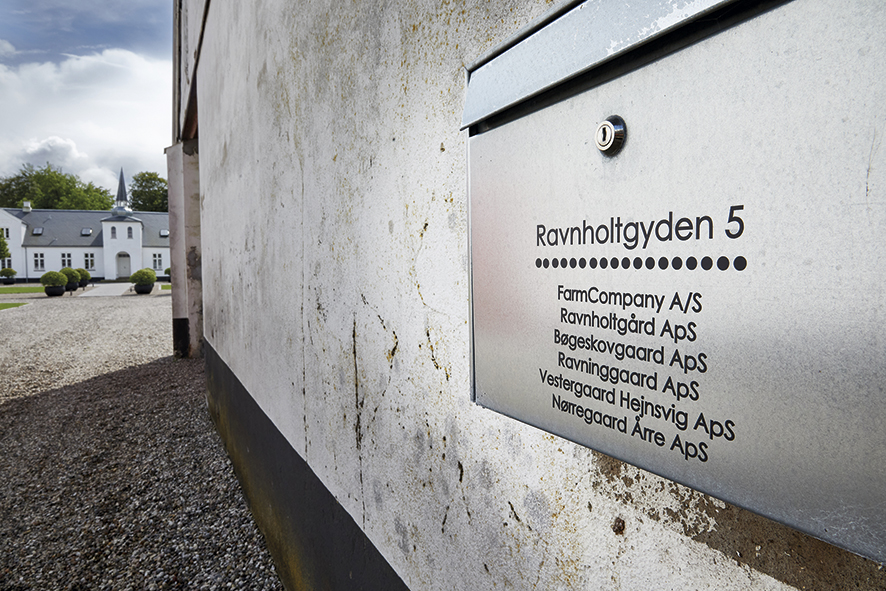 Ravnholtgyden 5
FarmCompany A/S
Ravnholtgård ApS
Bøgeskovgaard ApS
Ravninggaard ApS
Vestergaard Hejnsvig ApS
Nørregaard Årre ApS